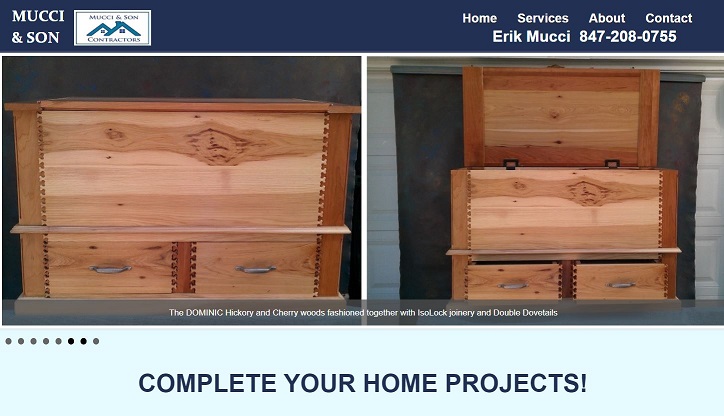 MUCCI
& SON
MUCCI & SON
CONTRACTORS
Home Services About Contact
Erik Mucci 847-208-0755
The DOMINIC Hickory and Cherry woods fashioned together with IsoLock joinery and Double Dovetails
COMPLETE YOUR HOME PROJECTS!